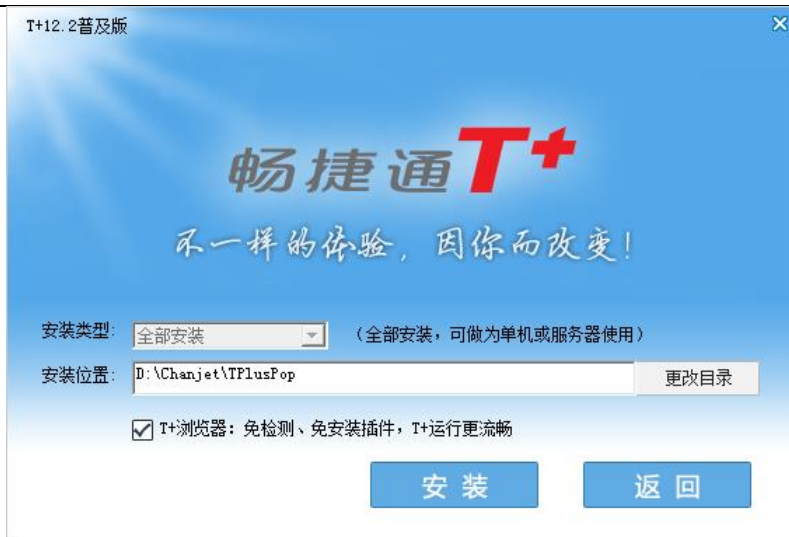 T+12.2普及版
畅捷通T+
不一样的体验，因你而改变！
安装类型： 全部安装 （全部安装，可做为单机或服务器使用）
安装位置： D:\Chanjet\TPlusPop 更改目录
T+浏览器：免检测、免安装插件，T+运行更流畅
安装 返回